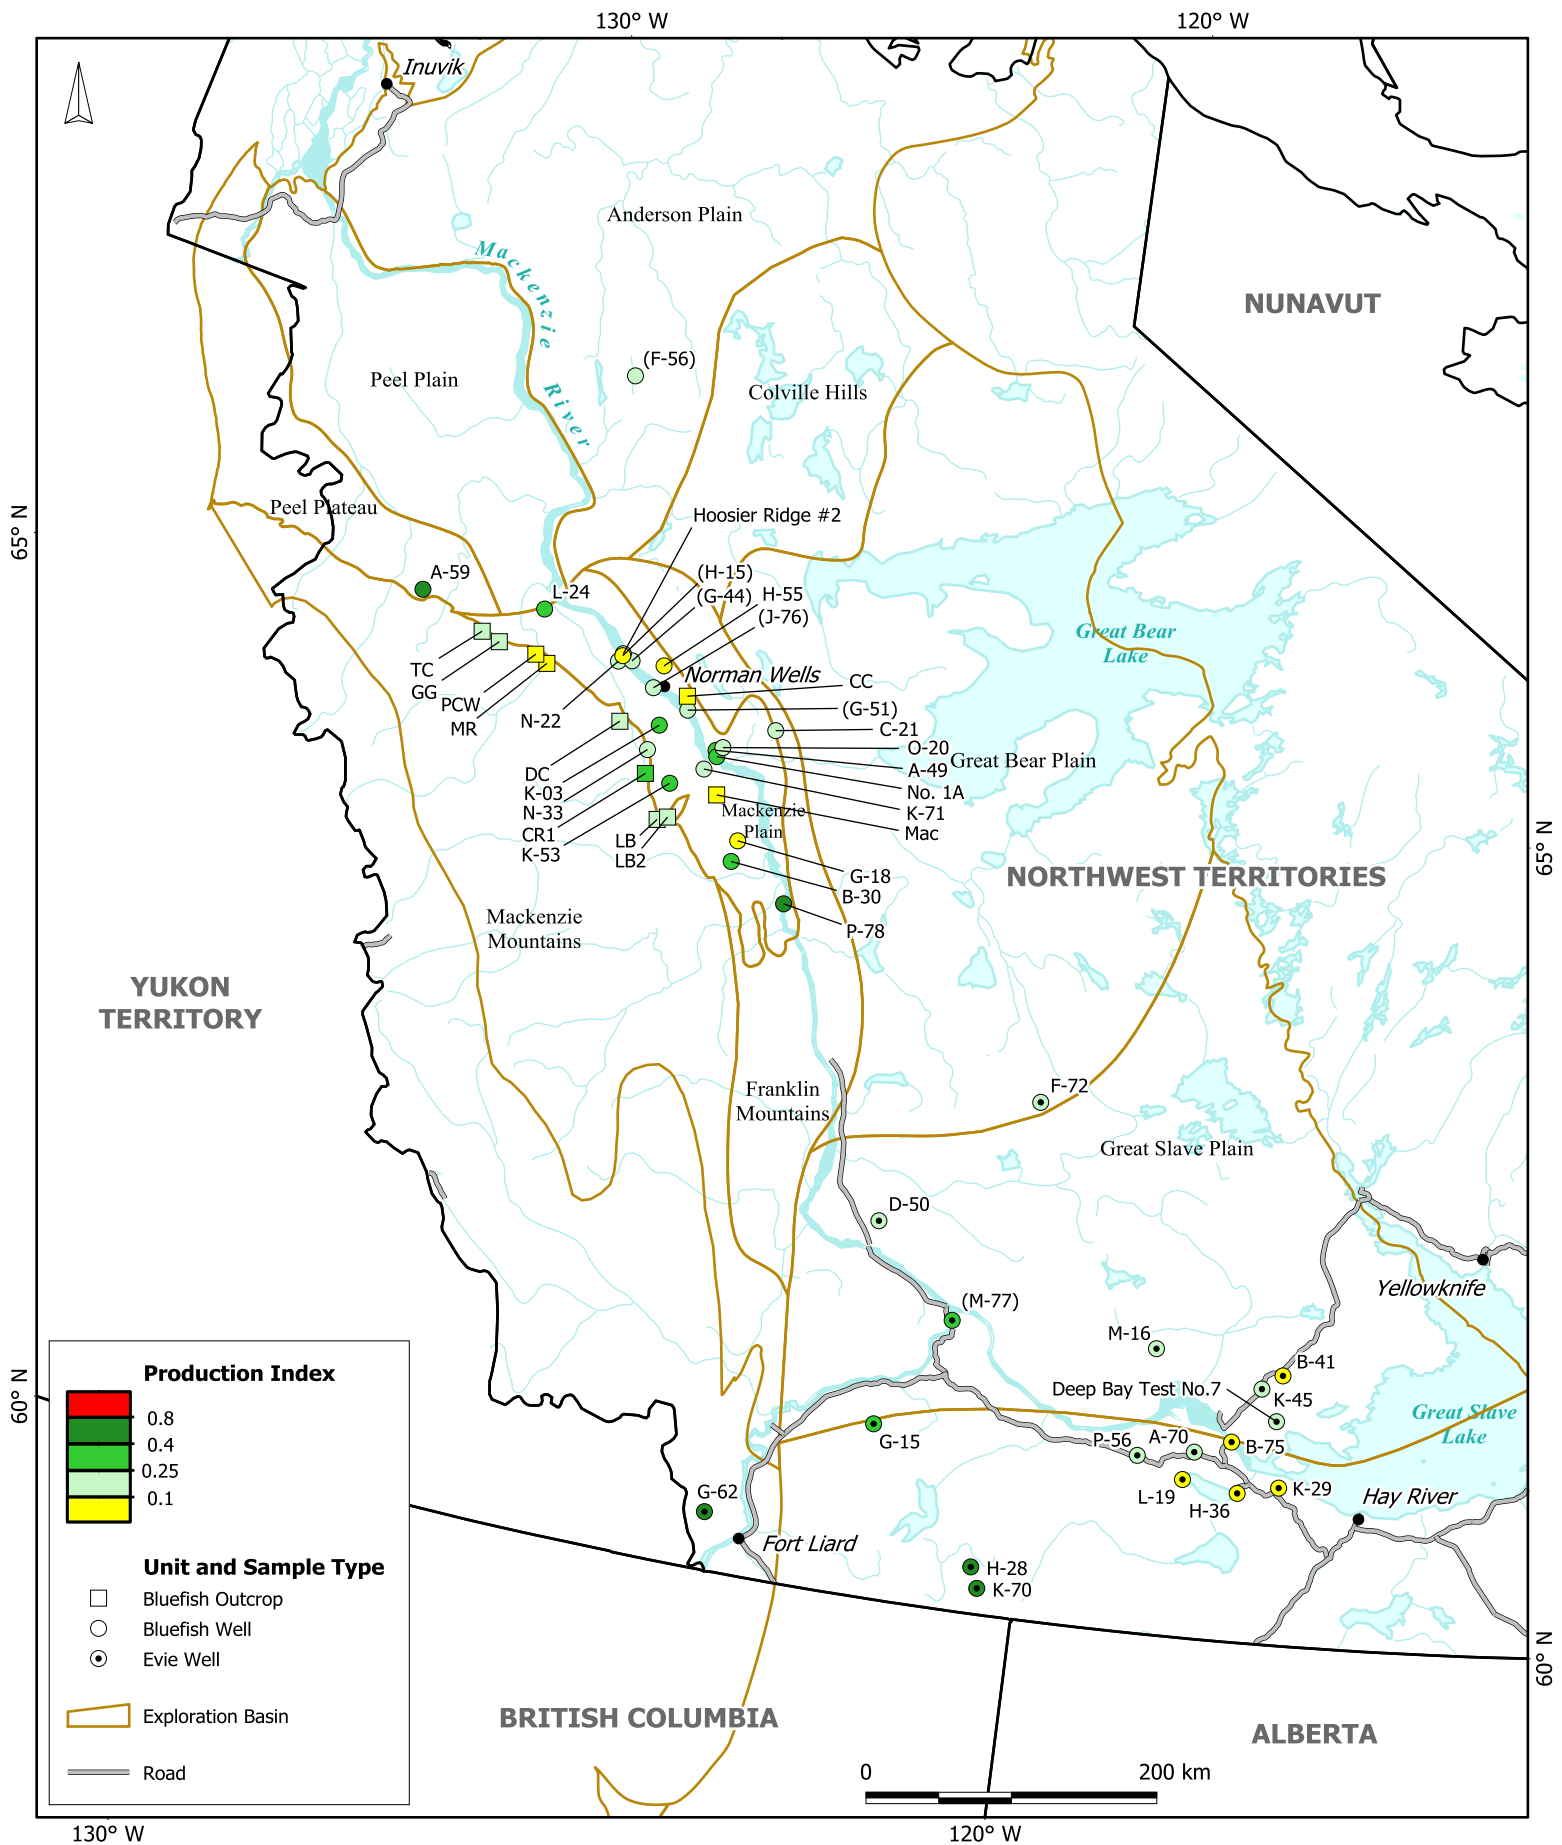 130° W
120° W
Inuvik
Anderson Plain
Mackenzie
River
NUNAVUT
(F-56)
Peel Plain
Colville Hills
Peel Plateau
65° N
Hoosier Ridge #2
A-59
L-24
(H-15)
(G-44)
H-55
(J-76)
Great Bear
Lake
TC
GG
PCW
MR
N-22
Norman Wells
CC
(G-51)
C-21
O-20
A-49
Great Bear Plain
No. 1A
K-71
Mac
DC
K-03
N-33
CR1
K-53
LB
LB2
Mackenzie
Plain
65° N
G-18
B-30
P-78
NORTHWEST TERRITORIES
Mackenzie
Mountains
YUKON
TERRITORY
Franklin
Mountains
F-72
Great Slave Plain
D-50
Yellowknife
(M-77)
M-16
B-41
Deep Bay Test No.7
K-45
60° N
Great Slave
Lake
G-15
P-56
A-70
B-75
L-19
H-36
K-29
Hay River
G-62
Fort Liard
H-28
K-70
Production Index
0.8
0.4
0.25
0.1
Unit and Sample Type
Bluefish Outcrop
Bluefish Well
Evie Well
Exploration Basin
Road
60° N
BRITISH COLUMBIA
ALBERTA
0
200 km
130° W
120° W